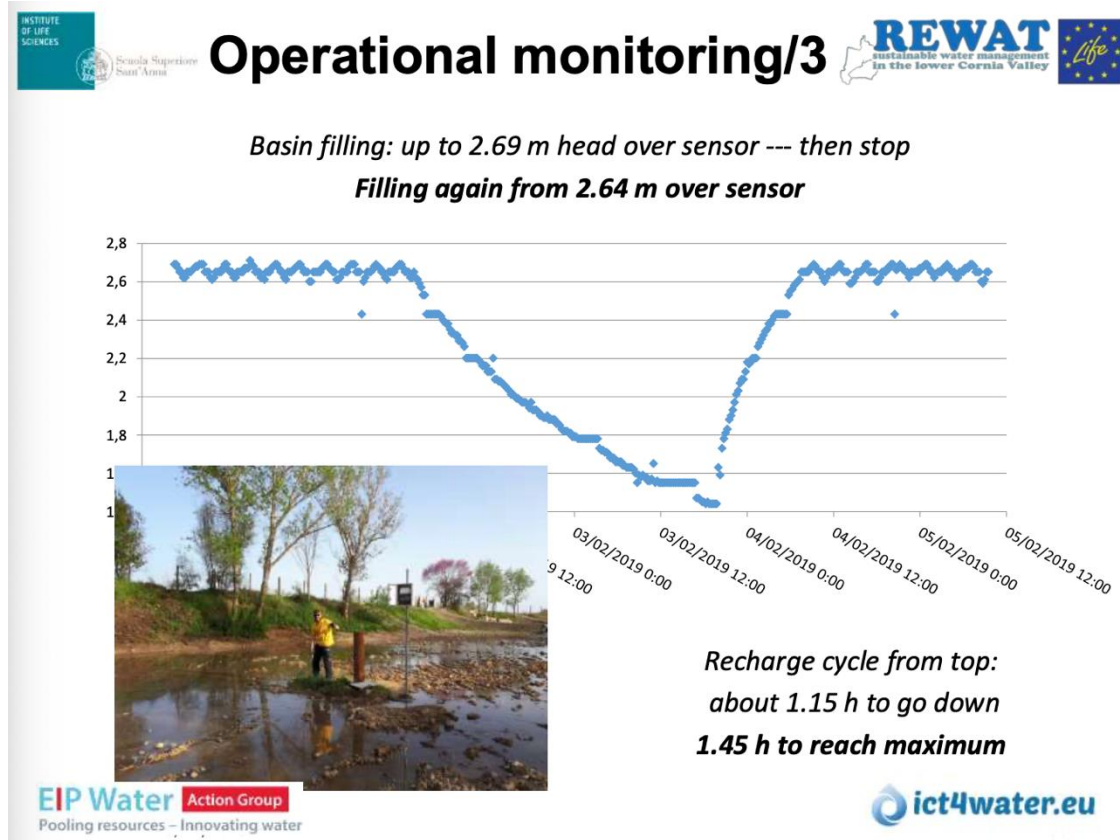 INSTITUTE
OF LIFE
SCIENCES
Scuola Superiore
Sant'Anna
Operational monitoring/3
REWAT
sustainable water management
in the lower Cornia Valley
Life
Basin filling: up to 2.69 m head over sensor --- then stop
Filling again from 2.64 m over sensor
2,8
2,6
2,4
2,2
2
1,8
1
1
019 12:00
03/02/2019 0:00
03/02/2019 12:00
04/02/2019 0:00
04/02/2019 12:00
05/02/2019 0:00
05/02/2019 12:00
Recharge cycle from top:
about 1.15 h to go down
1.45 h to reach maximum
EIP Water Action Group
Pooling resources – Innovating water
ict4water.eu